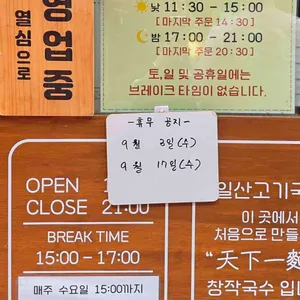 열심으로
영업중
낮 11:30 - 15:00
[마지막 주문 14:30]
밤 17:00 - 21:00
[마지막 주문 20:30]
토,일 및 공휴일에는
브레이크 타임이 없습니다.
-휴무 공지-
9월 3일(수)
9월 17일(수)
OPEN
CLOSE 21:00
BREAK TIME
15:00 - 17:00
매주 수요일 15:00까지
일산고기국
이 곳에서
처음으로 만들
"天下一麵
창작국수 입